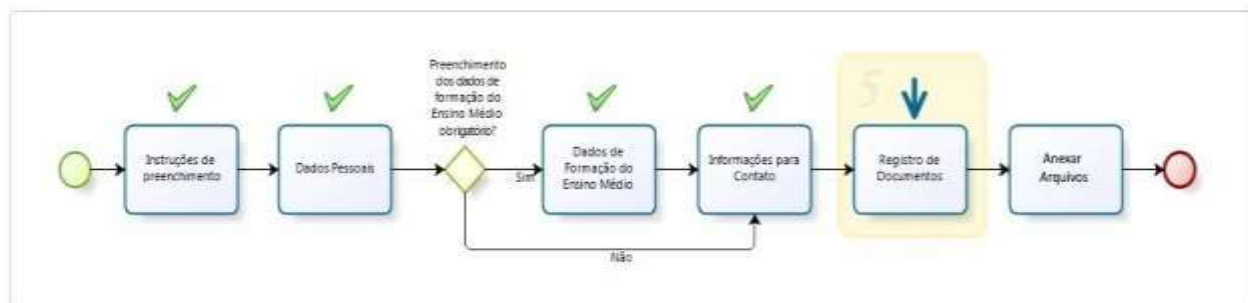 Preenchimento
dos dados de
formação do
Ensino Médio
obrigatório?
Instruções de
preenchimento
Dados Pessoais
Sim
Dados de
Formação do
Ensino Médio
Informações para
Contato
5
Registro de
Documentos
Anexar
Arquivos
Não